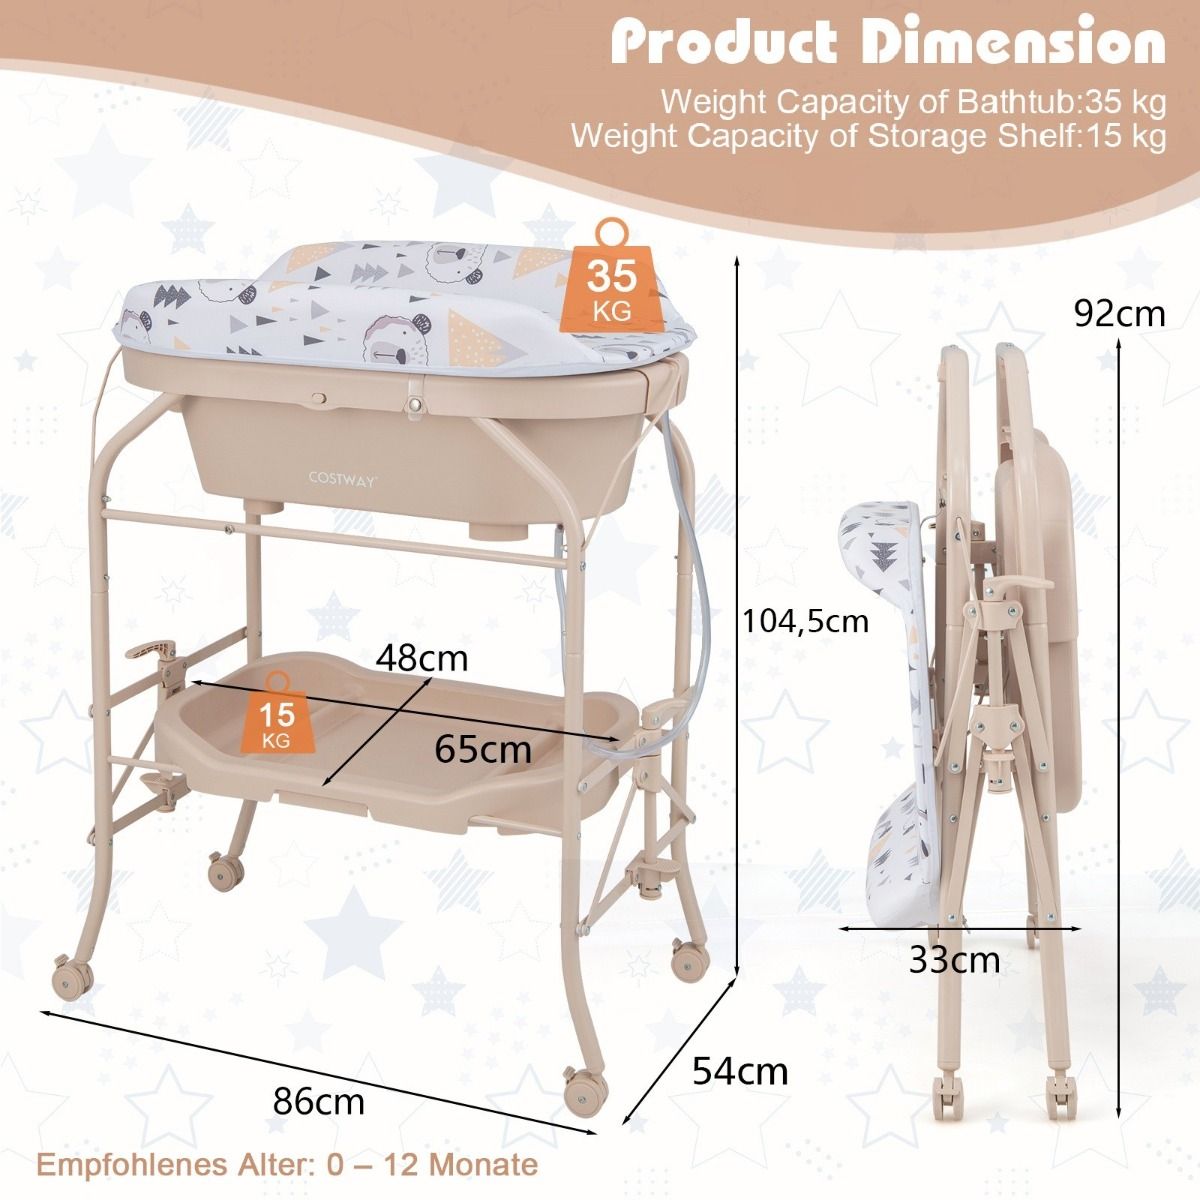 Product Dimension
Weight Capacity of Bathtub:35 kg
Weight Capacity of Storage Shelf:15 kg
35
KG
92cm
COSTWAY
104,5cm
48cm
15
KG
65cm
33cm
54cm
86cm
Empfohlenes Alter: 0 – 12 Monate